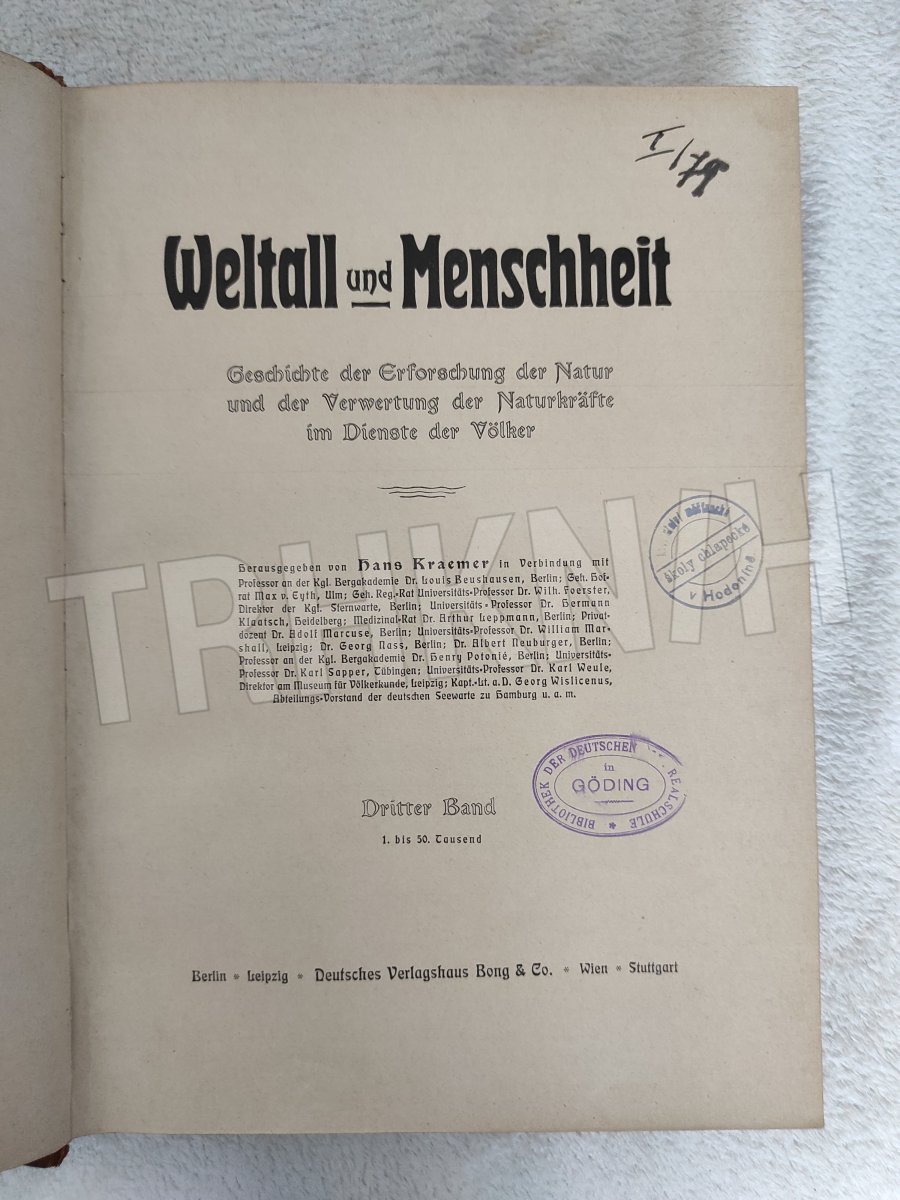 I/79
Weltall und Menschheit
Geschichte der Erforschung der Natur
und der Verwertung der Naturkräfte
im Dienste der Völker
Herausgegeben von Hans Kraemer in Verbindung mit
Professor an der Kgl. Bergakademie Dr. Louis Beushausen, Berlin; Geh. Hof-
rat Max v. Eyth, Ulm; Geh. Reg.-Rat Universitäts-Professor Dr. Wilh. Foerster,
Direktor der Kgl. Sternwarte, Berlin; Universitäts-Professor Dr. Hermann
Klaatsch, Heidelberg; Medizinal-Rat Dr. Arthur Leppmann, Berlin; Privat-
dozent Dr. Adolf Marcuse, Berlin; Universitäts-Professor Dr. William Mar-
shall, Leipzig; Dr. Georg Nass, Berlin; Dr. Albert Neuburger, Berlin;
Professor an der Kgl. Bergakademie Dr. Henry Potonié, Berlin; Universitäts-
Professor Dr. Karl Sapper, Tübingen; Universitäts-Professor Dr. Karl Weule,
Direktor am Museum für Völkerkunde, Leipzig; Kapt.-Lt. a. D. Georg Wislicenus,
Abteilungs-Vorstand der deutschen Seewarte zu Hamburg u. a. m.
školy chlapecké
v Hodoníně
TRHKNIH
BIBLIOTHEK DER DEUTSCHEN
REALSCHULE
in
GÖDING
Dritter Band
1. bis 50. Tausend
Berlin * Leipzig * Deutsches Verlagshaus Bong & Co. * Wien * Stuttgart